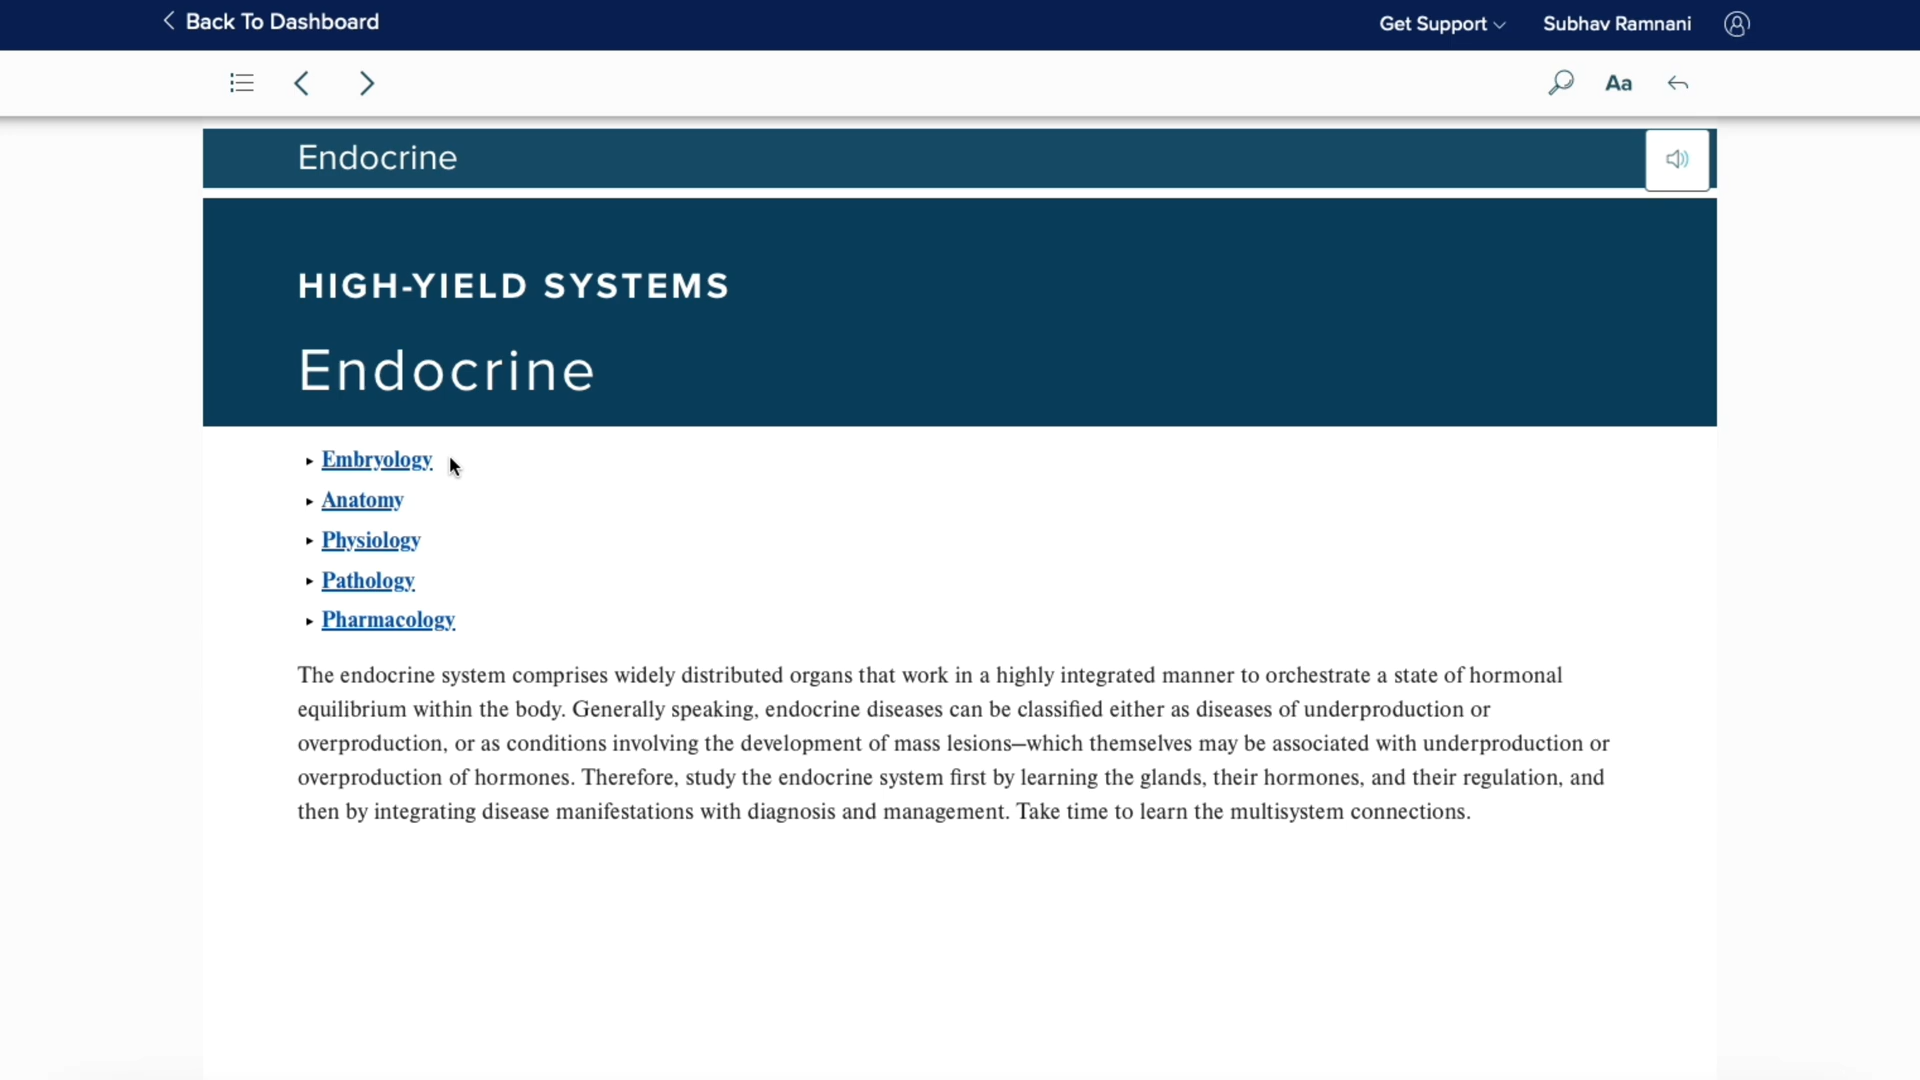 Back To Dashboard
Get Support
Subhav Ramnani
Aa
Endocrine
HIGH-YIELD SYSTEMS
Endocrine
Embryology
Anatomy
Physiology
Pathology
Pharmacology
The endocrine system comprises widely distributed organs that work in a highly integrated manner to orchestrate a state of hormonal
equilibrium within the body. Generally speaking, endocrine diseases can be classified either as diseases of underproduction or
overproduction, or as conditions involving the development of mass lesions—which themselves may be associated with underproduction or
overproduction of hormones. Therefore, study the endocrine system first by learning the glands, their hormones, and their regulation, and
then by integrating disease manifestations with diagnosis and management. Take time to learn the multisystem connections.